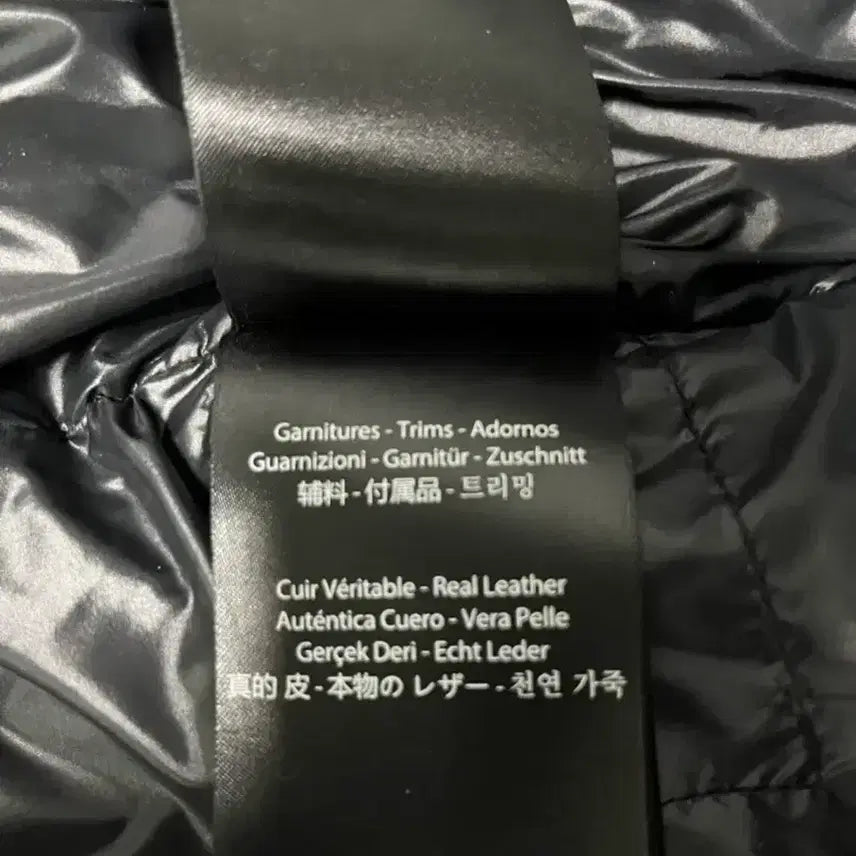 Garnitures - Trims - Adornos
Guarnizioni - Garnitür - Zuschnitt
辅料 - 付属品 - 트리밍
Cuir Véritable - Real Leather
Auténtica Cuero - Vera Pelle
Gerçek Deri - Echt Leder
真的 皮 - 本物の レザー - 천연 가죽